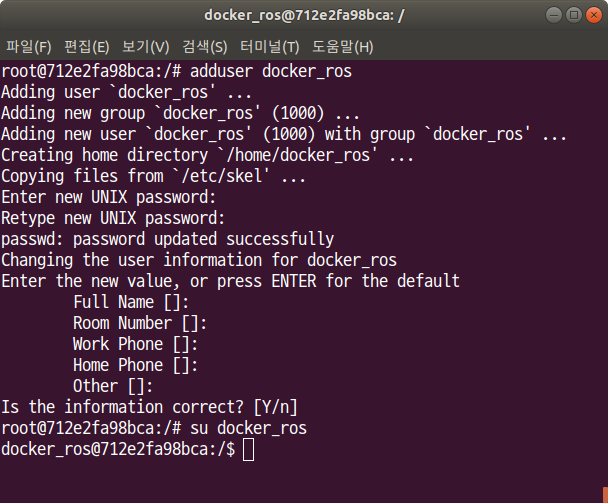 docker_ros@712e2fa98bca: /
파일(F) 편집(E) 보기(V) 검색(S) 터미널(T) 도움말(H)
root@712e2fa98bca:/# adduser docker_ros
Adding user `docker_ros' ...
Adding new group `docker_ros' (1000) ...
Adding new user `docker_ros' (1000) with group `docker_ros' ...
Creating home directory `/home/docker_ros' ...
Copying files from `/etc/skel' ...
Enter new UNIX password:
Retype new UNIX password:
passwd: password updated successfully
Changing the user information for docker_ros
Enter the new value, or press ENTER for the default
        Full Name []:
        Room Number []:
        Work Phone []:
        Home Phone []:
        Other []:
Is the information correct? [Y/n]
root@712e2fa98bca:/# su docker_ros
docker_ros@712e2fa98bca:/$